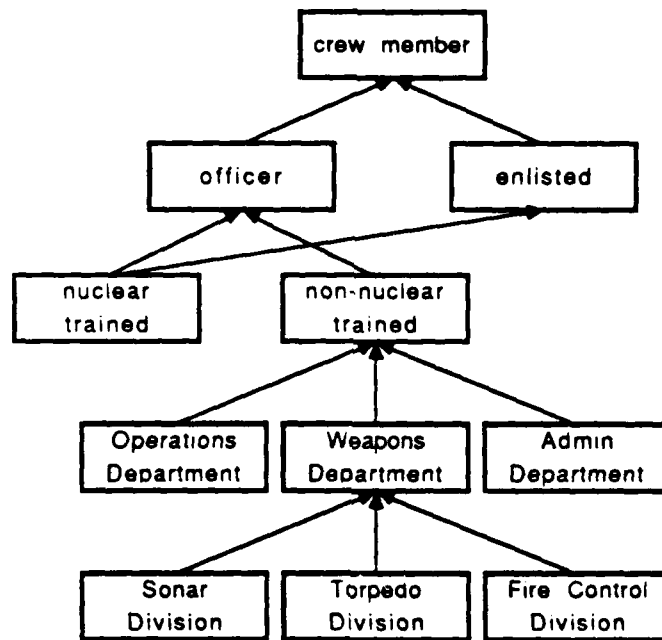 crew member
officer
enlisted
nuclear
trained
non-nuclear
trained
Operations
Department
Weapons
Department
Admin
Department
Sonar
Division
Torpedo
Division
Fire Control
Division